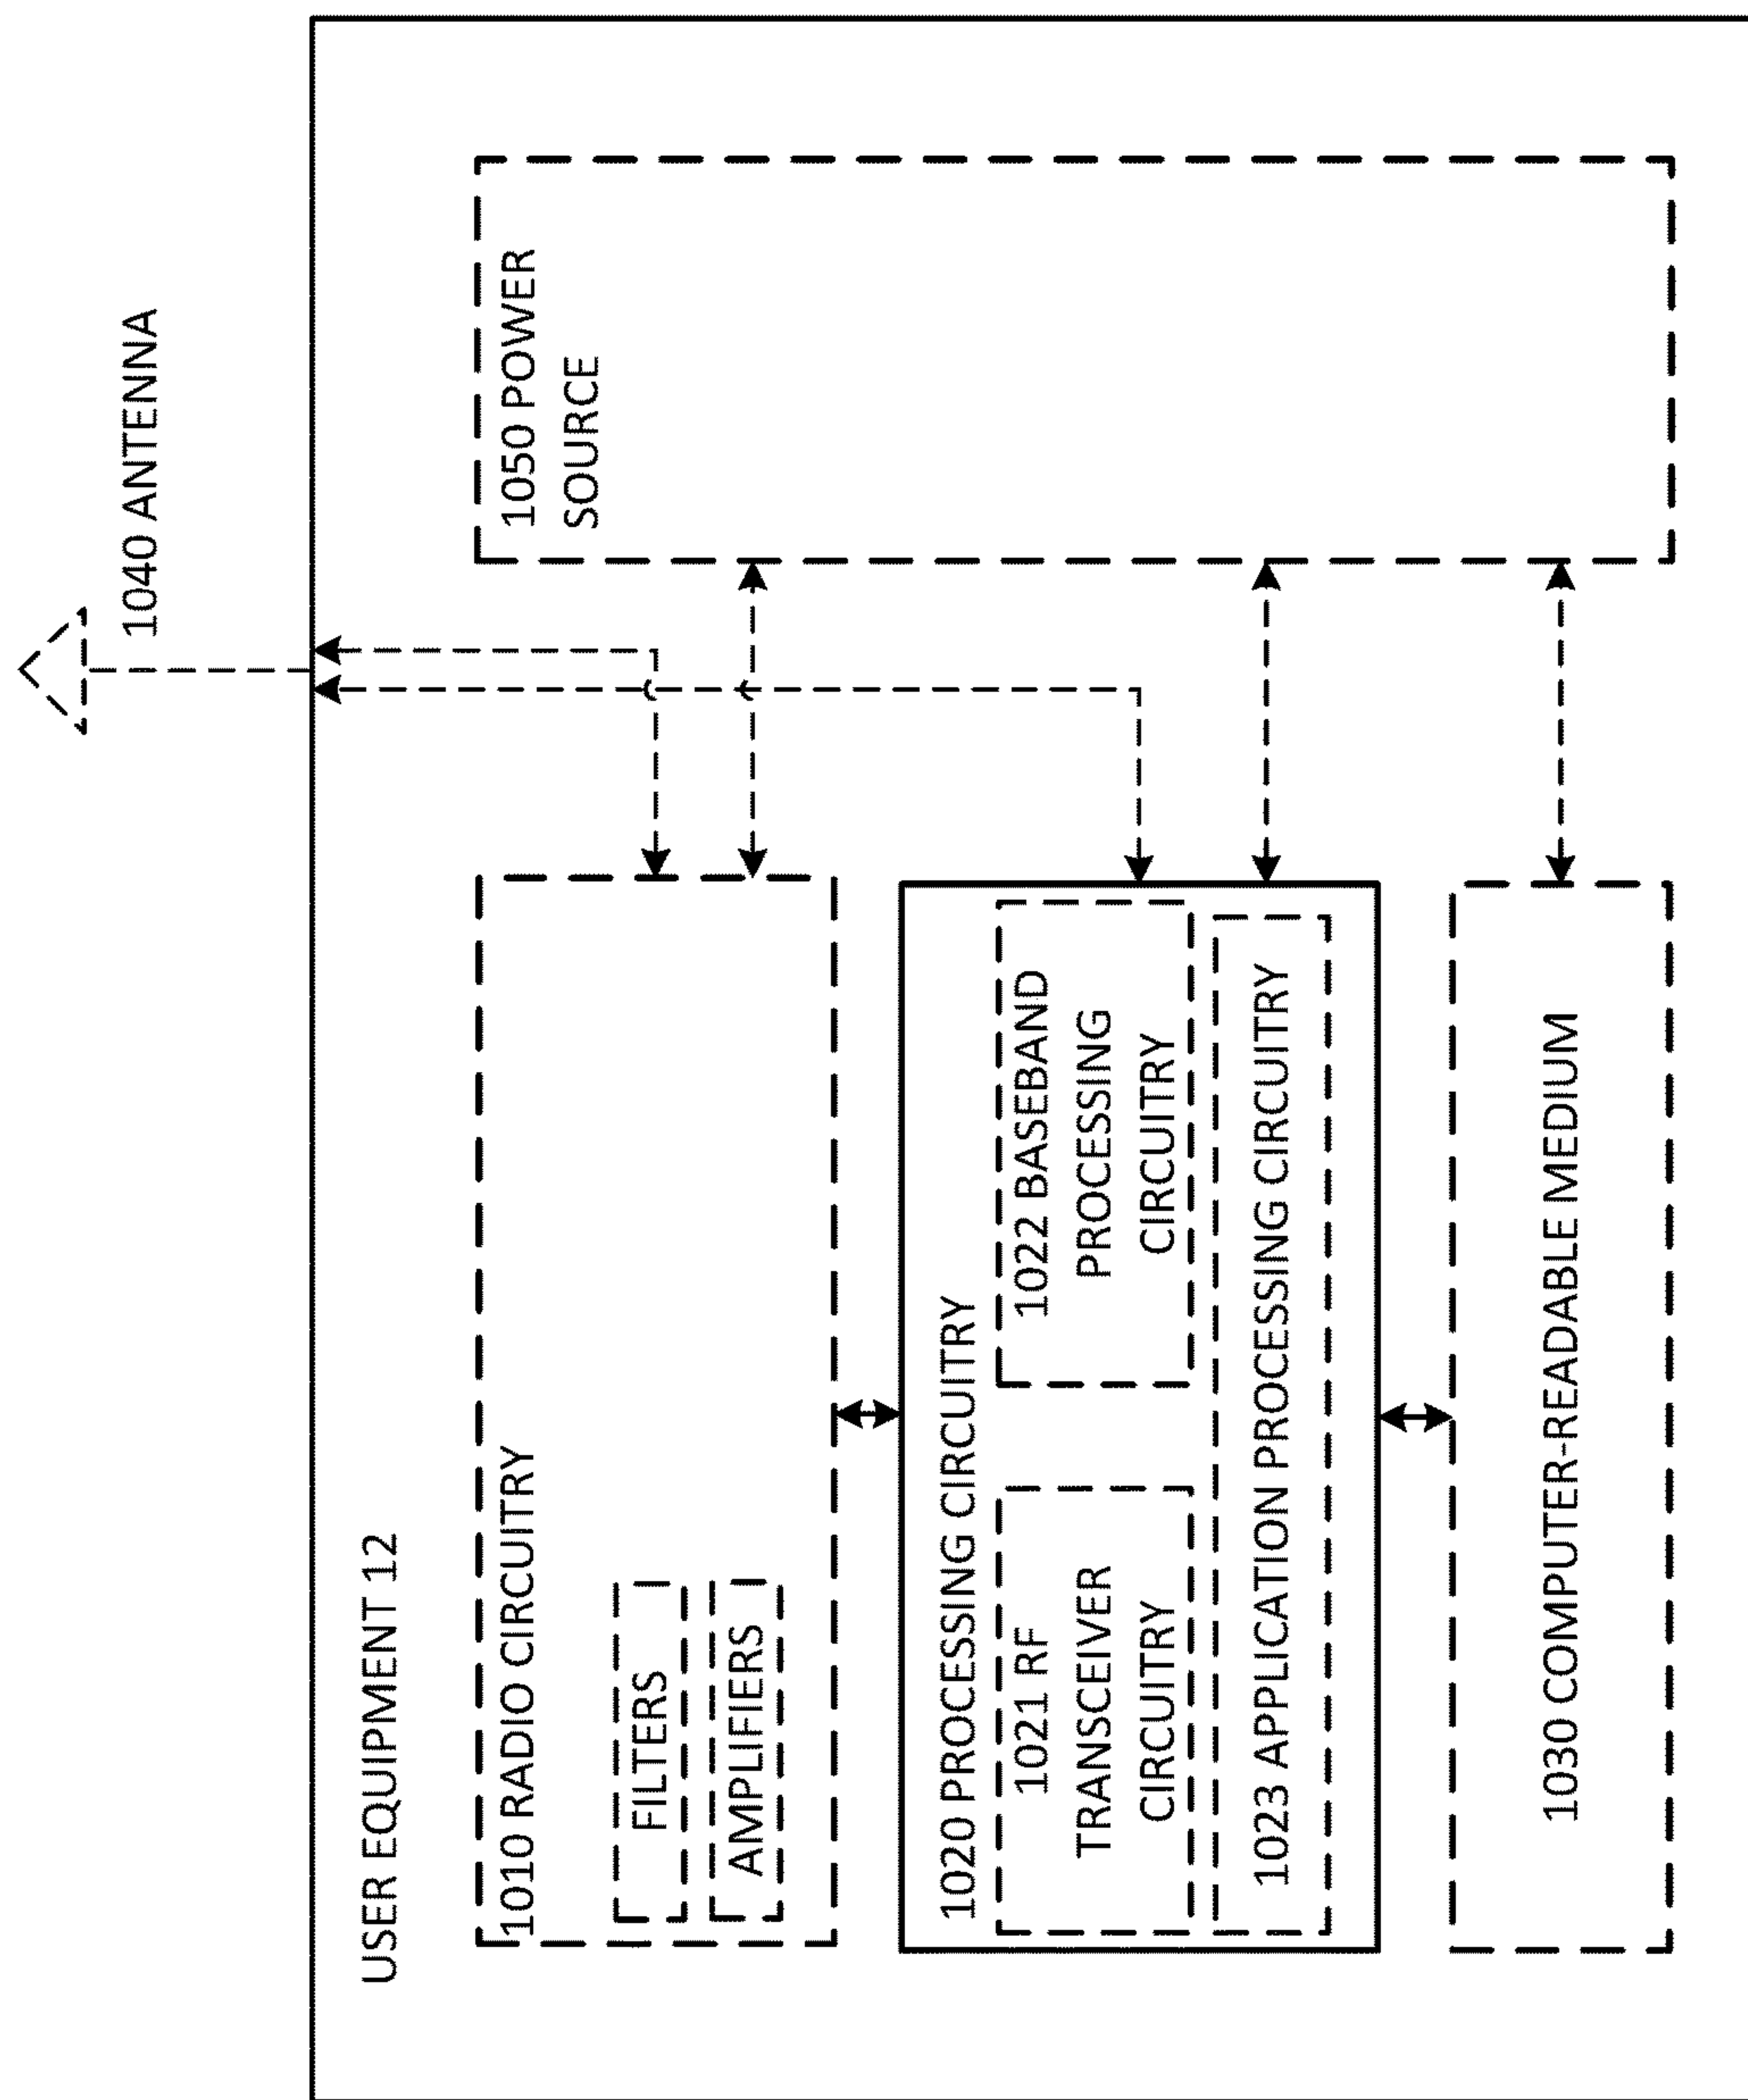 1040 ANTENNA
USER EQUIPMENT 12
1010 RADIO CIRCUITRY
FILTERS
AMPLIFIERS
1020 PROCESSING CIRCUITRY
1021 RF
TRANSCEIVER
CIRCUITRY
1022 BASEBAND
PROCESSING
CIRCUITRY
1023 APPLICATION PROCESSING CIRCUITRY
1030 COMPUTER-READABLE MEDIUM
1050 POWER
SOURCE